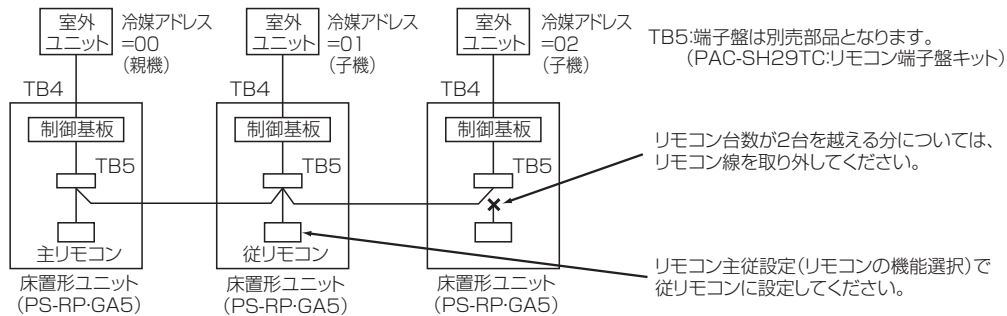 室外
ユニット
冷媒アドレス
=00
(親機)
TB4
制御基板
TB5
主リモコン
床置形ユニット
(PS-RP·GA5)
室外
ユニット
冷媒アドレス
=01
(子機)
TB4
制御基板
TB5
従リモコン
床置形ユニット
(PS-RP·GA5)
室外
ユニット
冷媒アドレス
=02
(子機)
TB4
制御基板
TB5
床置形ユニット
(PS-RP·GA5)
TB5:端子盤は別売部品となります。
(PAC-SH29TC:リモコン端子盤キット)
リモコン台数が2台を越える分については、
リモコン線を取り外してください。
リモコン主従設定(リモコンの機能選択)で
従リモコンに設定してください。